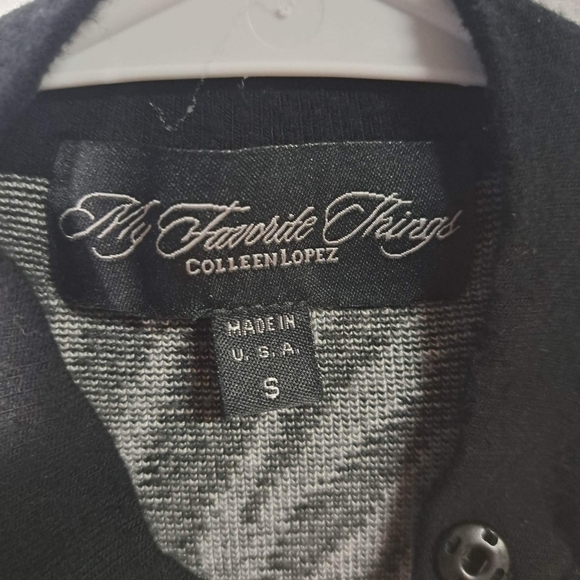 My Favorite Things
COLLEEN LOPEZ
MADE IN
U.S.A.
S